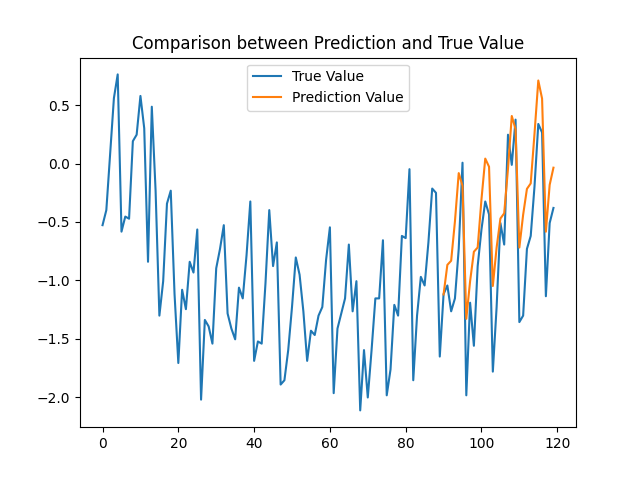 Comparison between Prediction and True Value
True Value
Prediction Value
0.5
0.0
−0.5
−1.0
−1.5
−2.0
0 20 40 60 80 100 120